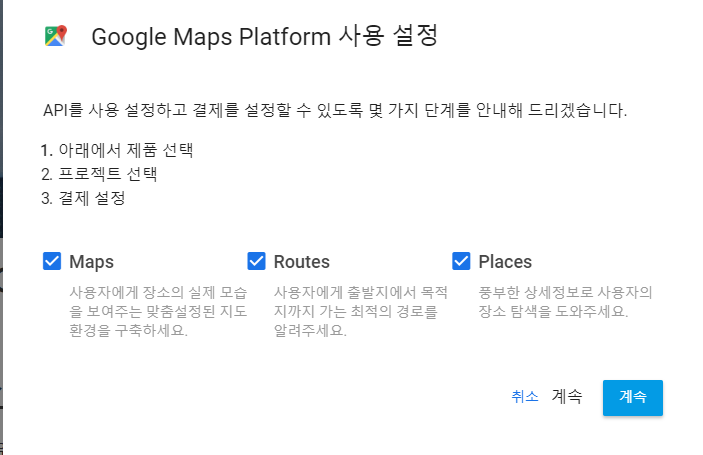 Google Maps Platform 사용 설정
API를 사용 설정하고 결제를 설정할 수 있도록 몇 가지 단계를 안내해 드리겠습니다.
1. 아래에서 제품 선택
2. 프로젝트 선택
3. 결제 설정
Maps
사용자에게 장소의 실제 모습
을 보여주는 맞춤설정된 지도
환경을 구축하세요.
Routes
사용자에게 출발지에서 목적
지까지 가는 최적의 경로를
알려주세요.
Places
풍부한 상세정보로 사용자의
장소 탐색을 도와주세요.
취소 계속 계속